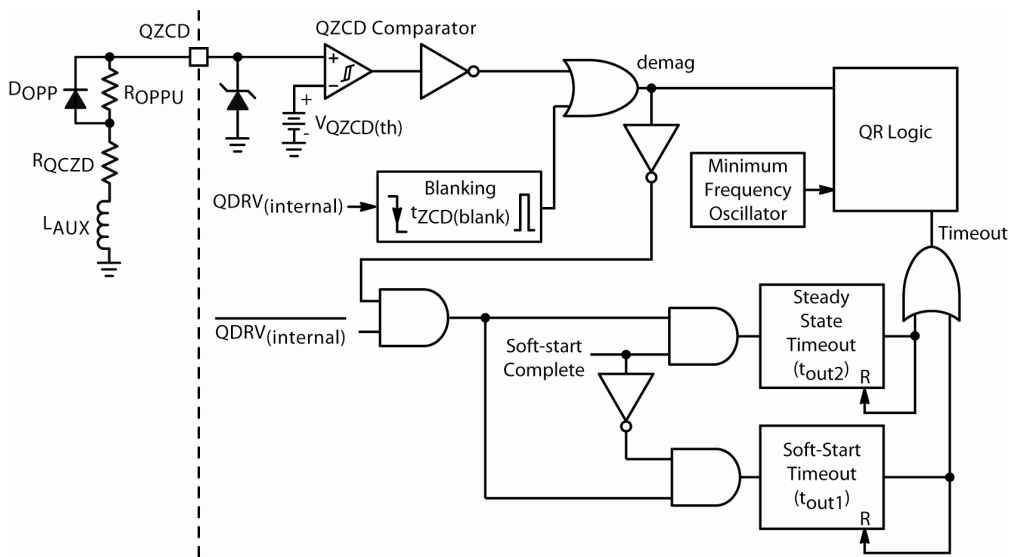 QZCD
QZCD Comparator
DOPP
ROPPU
+
−
+
-
VQZCD(th)
demag
QR Logic
RQCZD
LAUX
QDRV(internal)
Blanking
tZCD(blank)
Minimum
Frequency
Oscillator
Timeout
QDRV(internal)
Soft-start
Complete
Steady
State
Timeout
(tout2)
R
Soft-Start
Timeout
(tout1)
R